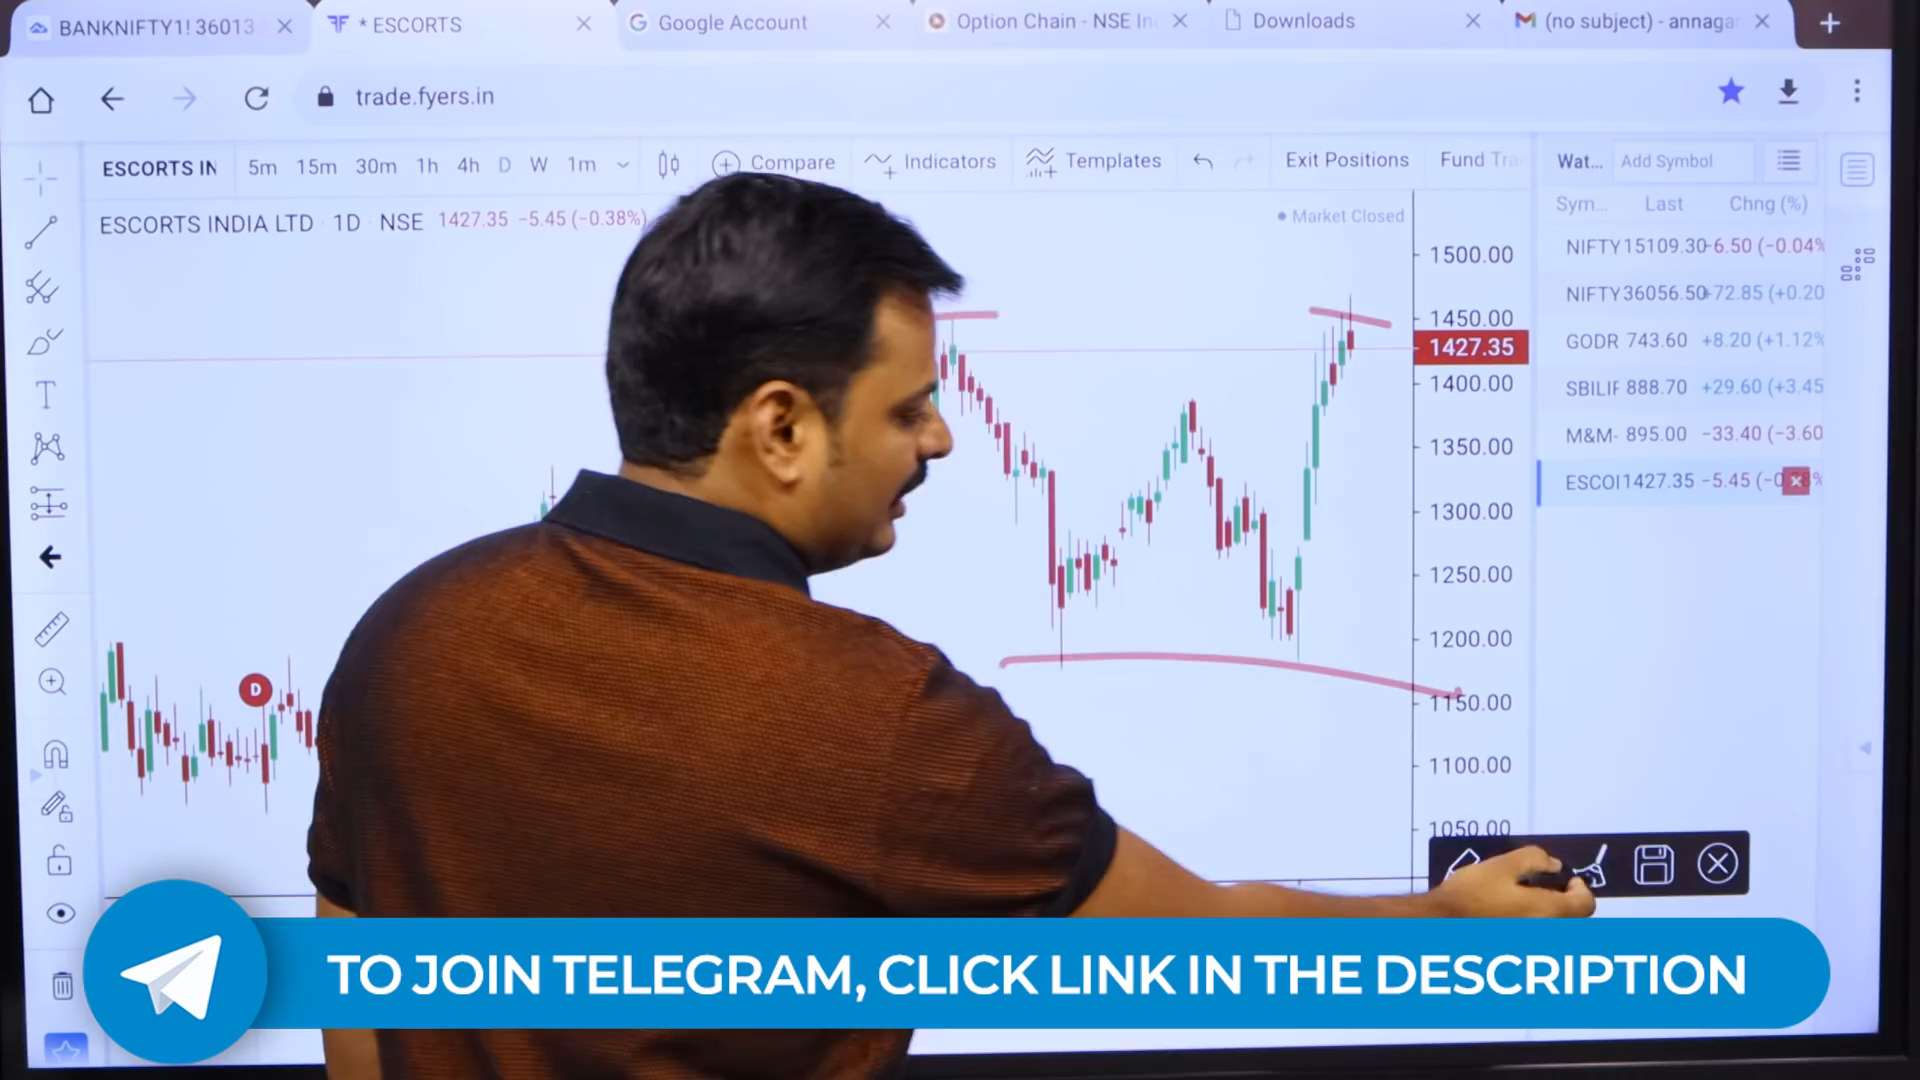 BANKNIFTY1! 36013
* ESCORTS
Google Account
Option Chain - NSE In
Downloads
(no subject) - annagar
trade.fyers.in
ESCORTS IN
5m 15m 30m 1h 4h D W 1m
Compare
Indicators
Templates
Exit Positions
Fund Tra
Wat...
Add Symbol
ESCORTS INDIA LTD 1D NSE 1427.35 −5.45 (−0.38%)
Market Closed
Sym... Last Chng (%)
NIFTY 15109.30 -6.50 (−0.04%
NIFTY 36056.50 +72.85 (+0.20
GODR 743.60 +8.20 (+1.12%
SBILIF 888.70 +29.60 (+3.45
M&M- 895.00 −33.40 (−3.60
ESCOI 1427.35 −5.45 (−0.38%
1500.00
1450.00
1427.35
1400.00
1350.00
1300.00
1250.00
1200.00
1150.00
1100.00
1050.00
D
TO JOIN TELEGRAM, CLICK LINK IN THE DESCRIPTION